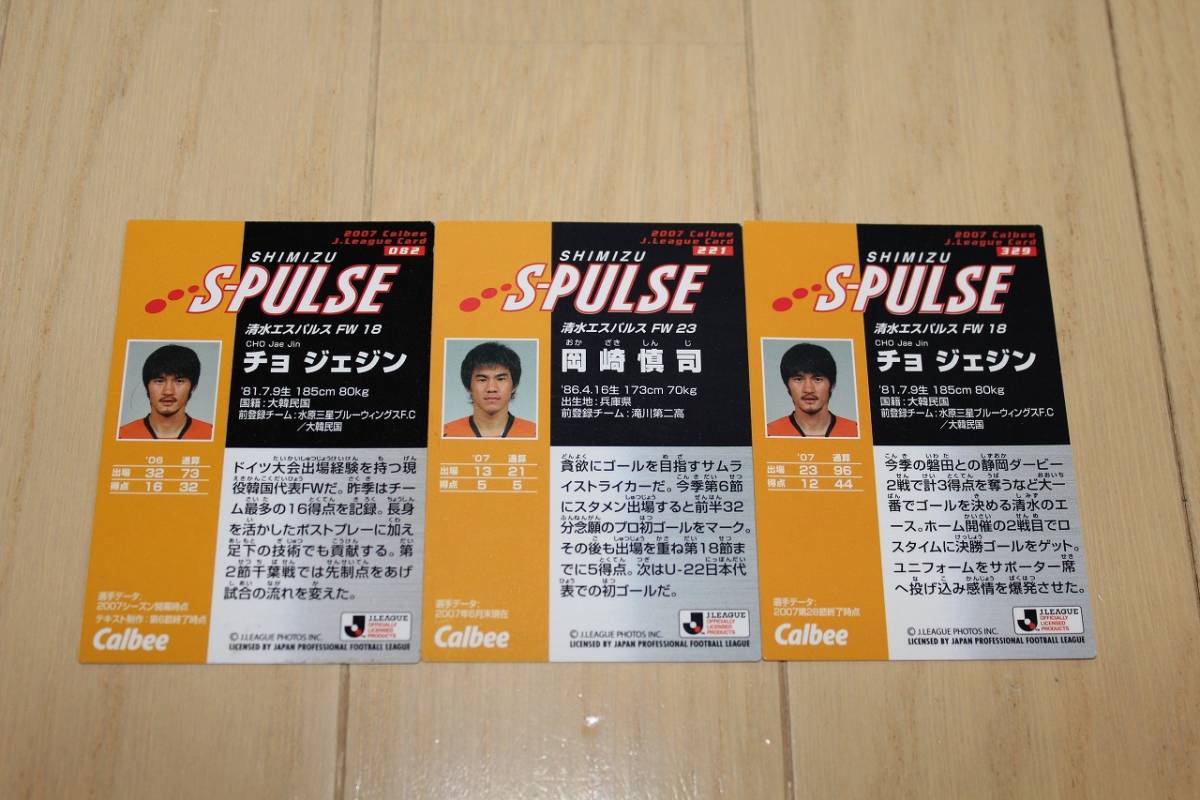 2007 Calbee
J.League Card
082
SHIMIZU
S-PULSE
清水エスパルス FW 18
CHO Jae Jin
チョ ジェジン
'81.7.9生 185cm 80kg
国籍:大韓民国
前登録チーム:水原三星ブルーウィングスF.C
/大韓民国
'06 通算
出場 32 73
得点 16 32
ドイツ大会出場経験を持つ現
役韓国代表FWだ。昨季はチー
ム最多の16得点を記録。長身
を活かしたポストプレーに加え
足下の技術でも貢献する。第
2節千葉戦では先制点をあげ
試合の流れを変えた。
選手データ:
2007シーズン開幕時点
テキスト制作:第6節終了時点
Calbee
© J.LEAGUE PHOTOS INC.
LICENSED BY JAPAN PROFESSIONAL FOOTBALL LEAGUE
J.LEAGUE
OFFICIALLY
LICENSED
PRODUCTS
2007 Calbee
J.League Card
221
SHIMIZU
S-PULSE
清水エスパルス FW 23
おか ざき しん じ
岡崎慎司
'86.4.16生 173cm 70kg
出生地:兵庫県
前登録チーム:滝川第二高
'07 通算
出場 13 21
得点 5 5
貪欲にゴールを目指すサムラ
イストライカーだ。今季第6節
にスタメン出場すると前半32
分念願のプロ初ゴールをマーク。
その後も出場を重ね第18節ま
でに5得点。次はU-22日本代
表での初ゴールだ。
選手データ:
2007年6月末現在
Calbee
© J.LEAGUE PHOTOS INC.
LICENSED BY JAPAN PROFESSIONAL FOOTBALL LEAGUE
J.LEAGUE
OFFICIALLY
LICENSED
PRODUCTS
2007 Calbee
J.League Card
329
SHIMIZU
S-PULSE
清水エスパルス FW 18
CHO Jae Jin
チョ ジェジン
'81.7.9生 185cm 80kg
国籍:大韓民国
前登録チーム:水原三星ブルーウィングスF.C
/大韓民国
'07 通算
出場 23 96
得点 12 44
今季の磐田との静岡ダービー
2戦で計3得点を奪うなど大一
番でゴールを決める清水のエ
ース。ホーム開催の2戦目でロ
スタイムに決勝ゴールをゲット。
ユニフォームをサポーター席
へ投げ込み感情を爆発させた。
選手データ:
2007第28節終了時点
Calbee
© J.LEAGUE PHOTOS INC.
LICENSED BY JAPAN PROFESSIONAL FOOTBALL LEAGUE
J.LEAGUE
OFFICIALLY
LICENSED
PRODUCTS